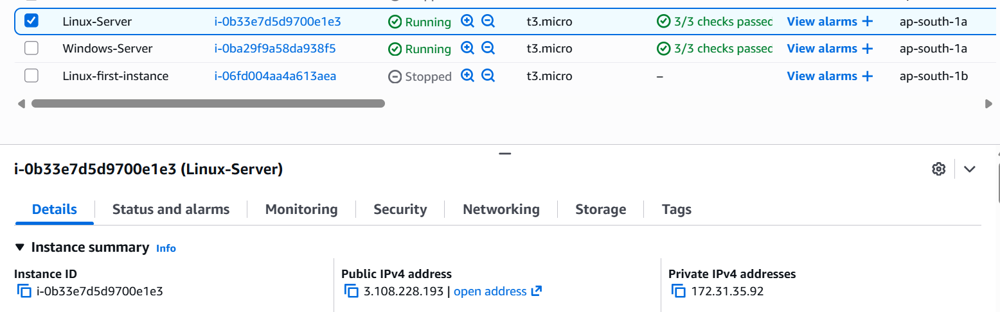 Linux-Server i-0b33e7d5d9700e1e3 Running t3.micro 3/3 checks passed View alarms + ap-south-1a
Windows-Server i-0ba29f9a58da938f5 Running t3.micro 3/3 checks passed View alarms + ap-south-1a
Linux-first-instance i-06fd004aa4a613aea Stopped t3.micro – View alarms + ap-south-1b
i-0b33e7d5d9700e1e3 (Linux-Server)
Details Status and alarms Monitoring Security Networking Storage Tags
Instance summary Info
Instance ID Public IPv4 address Private IPv4 addresses
i-0b33e7d5d9700e1e3 3.108.228.193 | open address 172.31.35.92